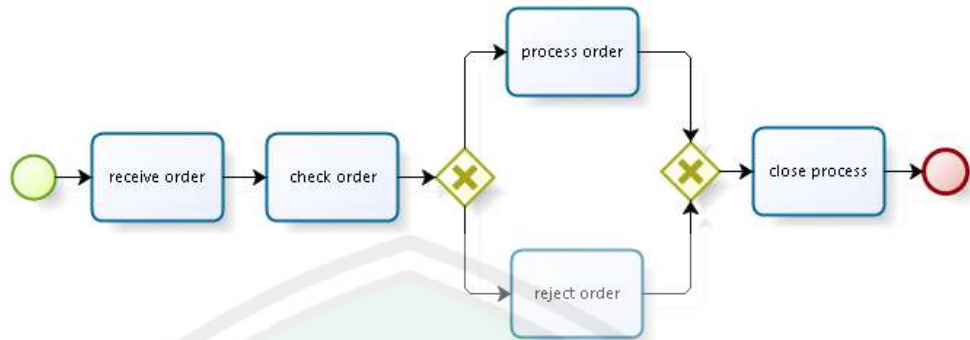 process order
receive order
check order
close process
reject order